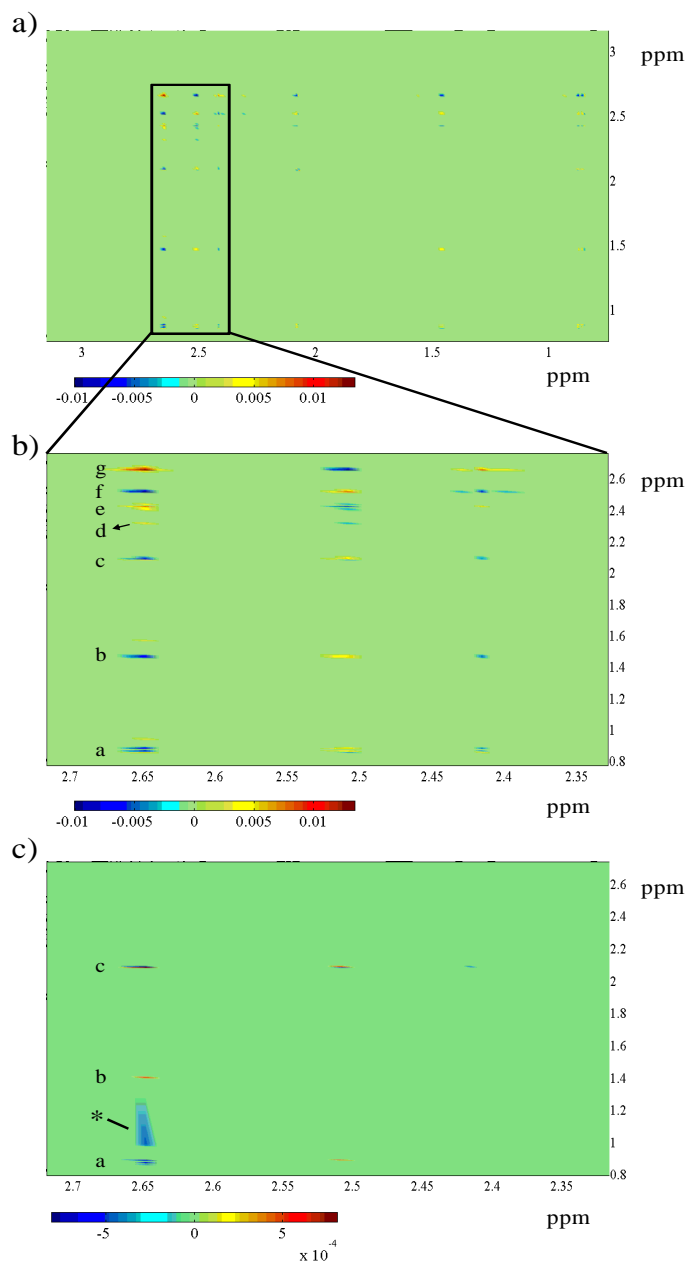 a)
3
ppm
2.5
2
1.5
1
3 2.5 2 1.5 1
ppm
-0.01 -0.005 0 0.005 0.01
b)
g
2.6
ppm
f
2.4
e
d
2.2
c
2
1.8
1.6
b
1.4
1.2
1
a
0.8
2.7 2.65 2.6 2.55 2.5 2.45 2.4 2.35
ppm
-0.01 -0.005 0 0.005 0.01
c)
2.6
ppm
2.4
2.2
c
2
1.8
1.6
b
1.4
1.2
*
1
a
0.8
2.7 2.65 2.6 2.55 2.5 2.45 2.4 2.35
ppm
-5 0 5
x 10 -4